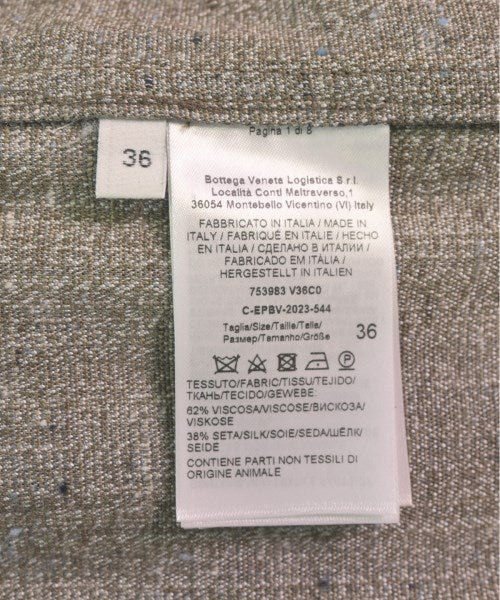 36
Pagina 1 di 8
Bottega Veneta Logistica S.r.l.
Località Conti Maltraverso,1
36054 Montebello Vicentino (VI) Italy
FABBRICATO IN ITALIA / MADE IN
ITALY / FABRIQUÉ EN ITALIE / HECHO
EN ITALIA / СДЕЛАНО В ИТАЛИИ /
FABRICADO EM ITÁLIA /
HERGESTELLT IN ITALIEN
753983 V36C0
C-EPBV-2023-544
Taglia/Size/Taille/Talla/
Размер/Tamanho/Größe 36
P
TESSUTO/FABRIC/TISSU/TEJIDO/
ТКАНЬ/TECIDO/GEWEBE:
62% VISCOSA/VISCOSE/ВИСКОЗА/
VISKOSE
38% SETA/SILK/SOIE/SEDA/ШЁЛК/
SEIDE
CONTIENE PARTI NON TESSILI DI
ORIGINE ANIMALE